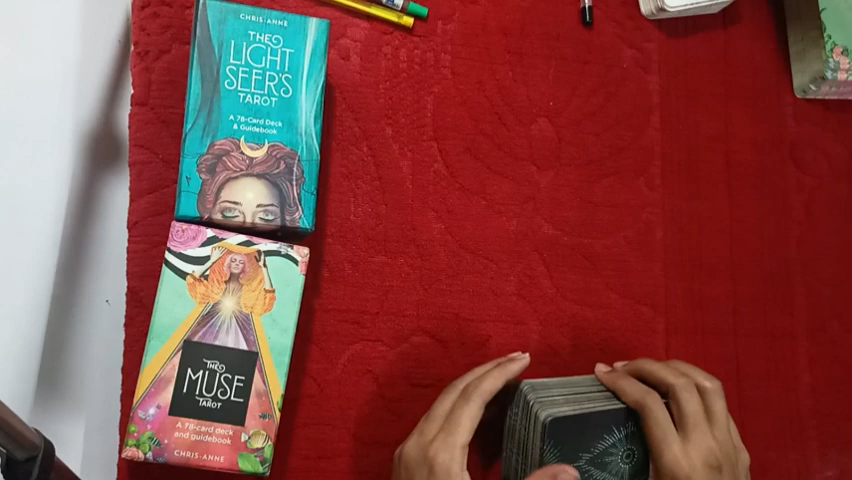 CHRIS-ANNE
THE
LIGHT
SEER'S
TAROT
A 78-Card Deck
& Guidebook
THE
MUSE
TAROT
A 78-card deck
and guidebook
CHRIS-ANNE